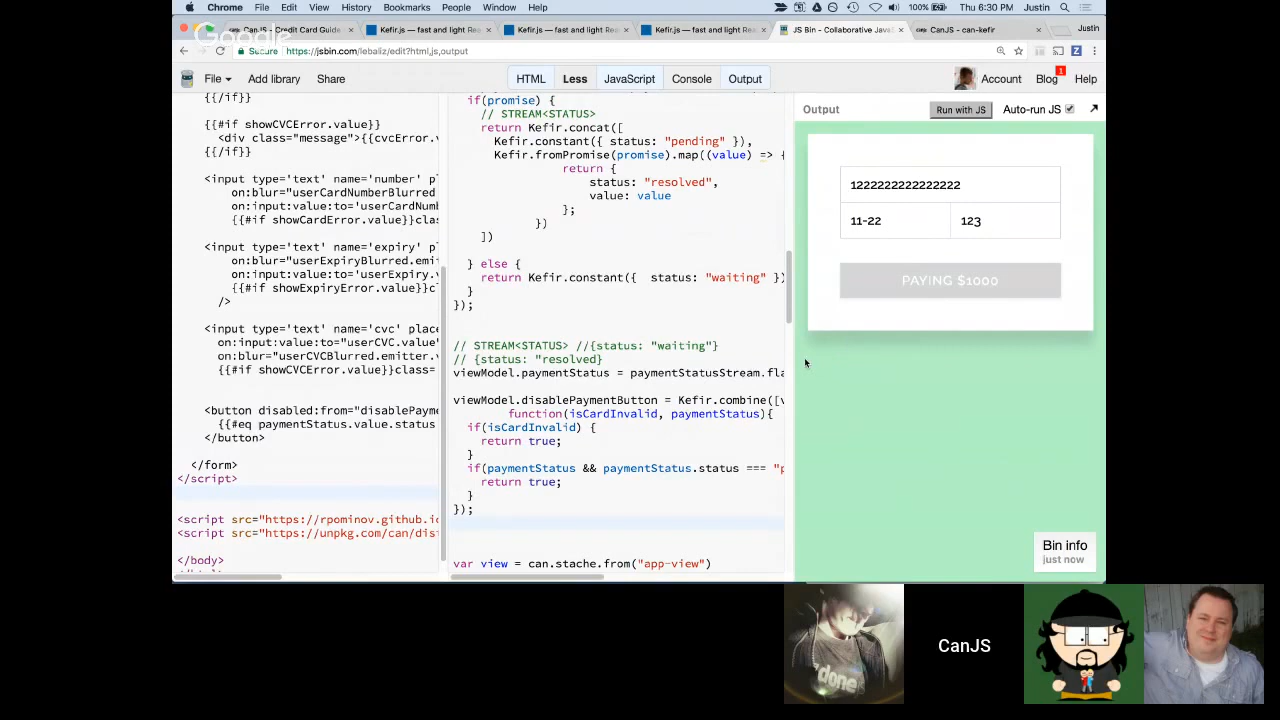 Chrome File Edit View History Bookmarks People Window Help 100% Thu 6:30 PM Justin
CanJS - Credit Card Guide Kefir.js — fast and light Rea Kefir.js — fast and light Rea Kefir.js — fast and light Rea JS Bin - Collaborative Java CanJS - can-kefir Justin
Google
Secure https://jsbin.com/lebaliz/edit?html,js,output
File Add library Share HTML Less JavaScript Console Output Account Blog 1 Help
{{/if}}
{{#if showCVCError.value}}
<div class="message">{{cvcError.v
{{/if}}
<input type='text' name='number' p
on:blur="userCardNumberBlurred
on:input:value:to='userCardNum
{{#if showCardError.value}}clas
<input type='text' name='expiry' p
on:blur="userExpiryBlurred.emi
on:input:value:to='userExpiry.
{{#if showExpiryError.value}}cl
/>
<input type='text' name='cvc' place
on:input:value:to="userCVC.valu
on:blur="userCVCBlurred.emitter.v
{{#if showCVCError.value}}class=
<button disabled:from="disablePayme
{{#eq paymentStatus.value.status
</button>
</form>
</script>
<script src="https://rpominov.github.io
<script src="https://unpkg.com/can/dis
</body>
if(promise) {
// STREAM<STATUS>
return Kefir.concat([
Kefir.constant({ status: "pending" }),
Kefir.fromPromise(promise).map((value) => {
return {
status: "resolved",
value: value
};
})
])
} else {
return Kefir.constant({  status: "waiting" })
}
});
// STREAM<STATUS> //{status: "waiting"}
// {status: "resolved}
viewModel.paymentStatus = paymentStatusStream.fla
viewModel.disablePaymentButton = Kefir.combine([v
function(isCardInvalid, paymentStatus){
if(isCardInvalid) {
return true;
}
if(paymentStatus && paymentStatus.status === "p
return true;
}
});
var view = can.stache.from("app-view")
Output Run with JS Auto-run JS
1222222222222222
11-22 123
PAYING $1000
Bin info
just now
CanJS
done